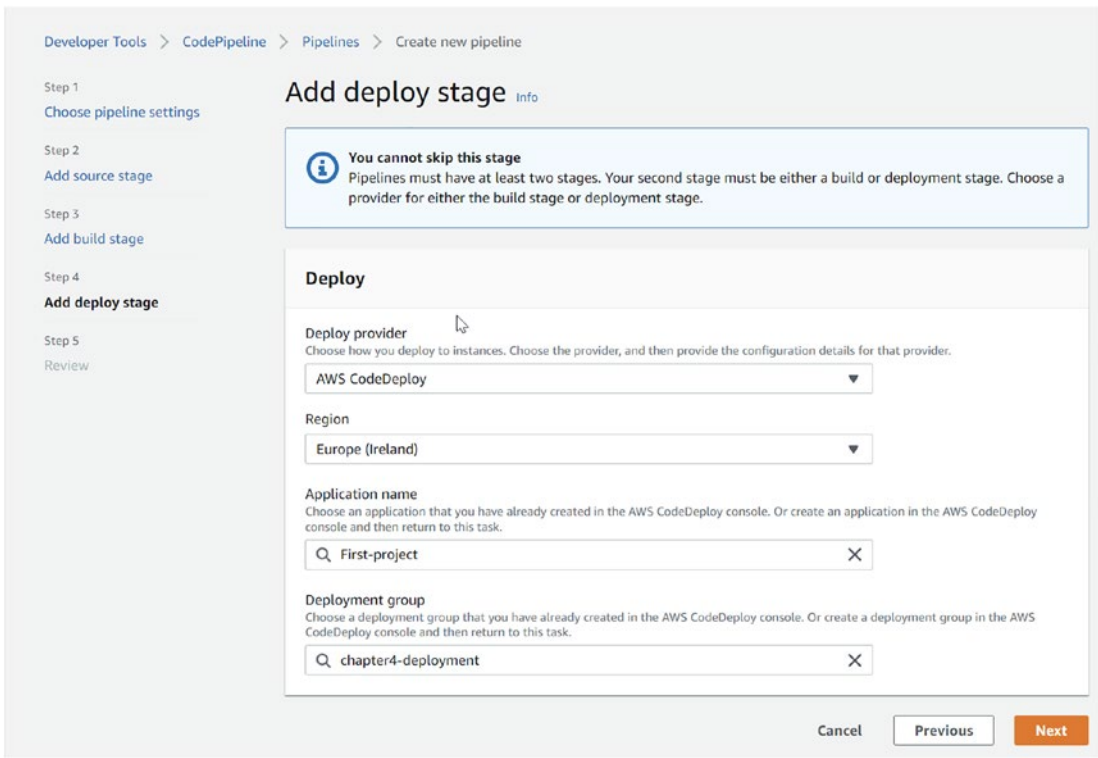 Developer Tools > CodePipeline > Pipelines > Create new pipeline
Step 1
Choose pipeline settings
Step 2
Add source stage
Step 3
Add build stage
Step 4
Add deploy stage
Step 5
Review
Add deploy stage Info
You cannot skip this stage
Pipelines must have at least two stages. Your second stage must be either a build or deployment stage. Choose a
provider for either the build stage or deployment stage.
Deploy
Deploy provider
Choose how you deploy to instances. Choose the provider, and then provide the configuration details for that provider.
AWS CodeDeploy
Region
Europe (Ireland)
Application name
Choose an application that you have already created in the AWS CodeDeploy console. Or create an application in the AWS CodeDeploy
console and then return to this task.
First-project
Deployment group
Choose a deployment group that you have already created in the AWS CodeDeploy console. Or create a deployment group in the AWS
CodeDeploy console and then return to this task.
chapter4-deployment
Cancel
Previous
Next